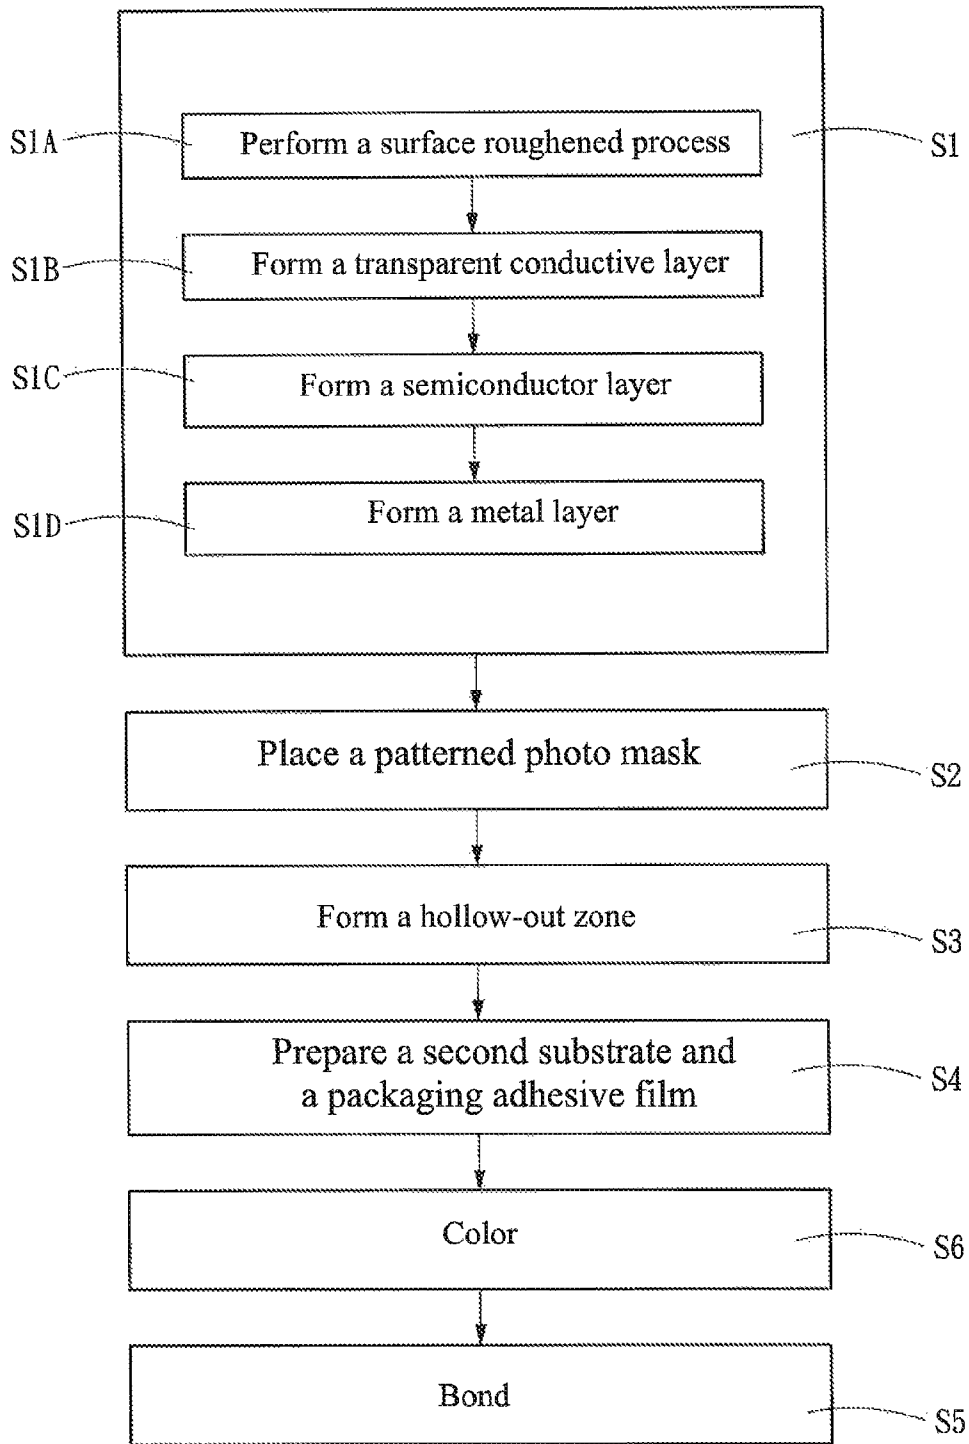 S1A
Perform a surface roughened process
S1
S1B
Form a transparent conductive layer
S1C
Form a semiconductor layer
S1D
Form a metal layer
Place a patterned photo mask
S2
Form a hollow-out zone
S3
Prepare a second substrate and
a packaging adhesive film
S4
Color
S6
Bond
S5